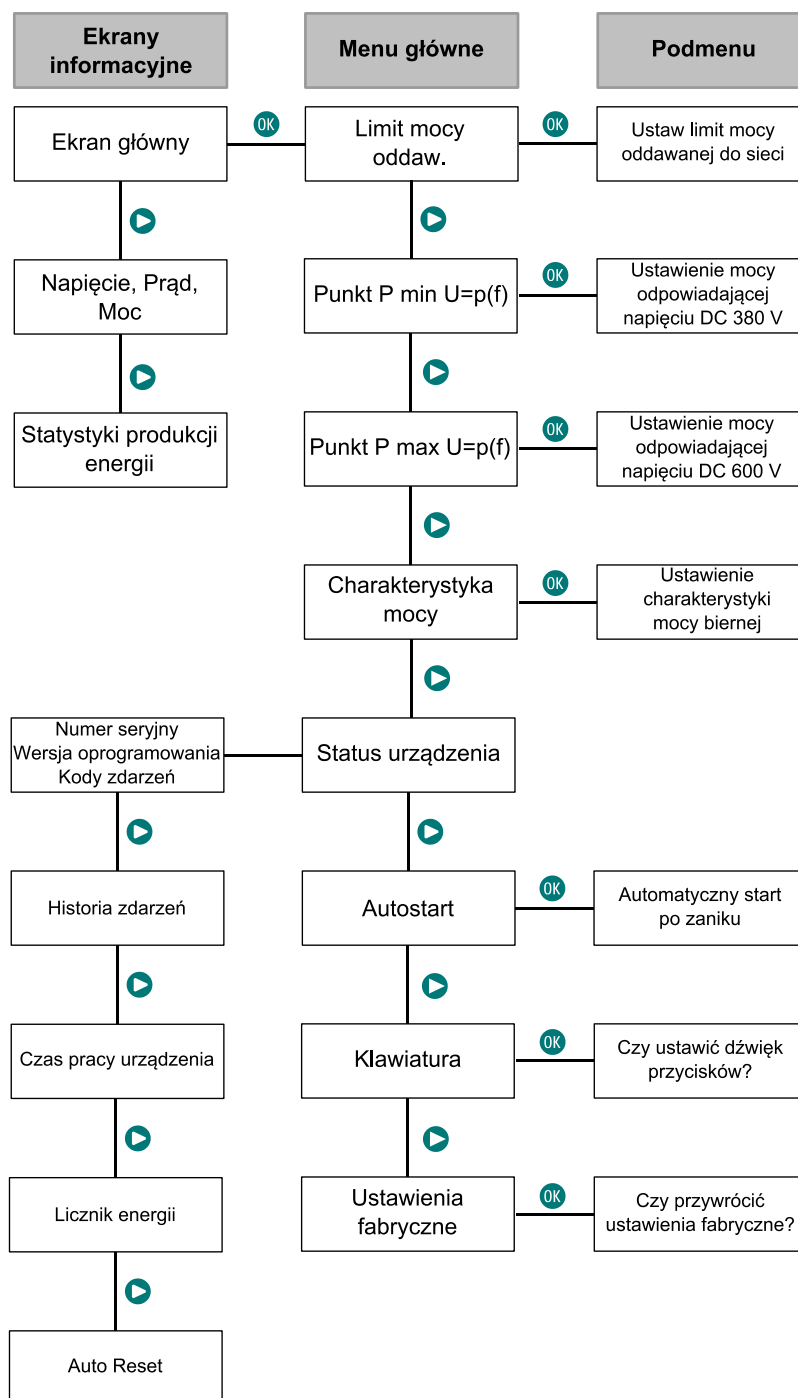 Ekrany
informacyjne
Menu główne
Podmenu
Ekran główny
OK
Limit mocy
oddaw.
OK
Ustaw limit mocy
oddawanej do sieci
Napięcie, Prąd,
Moc
Punkt P min U=p(f)
OK
Ustawienie mocy
odpowiadającej
napięciu DC 380 V
Statystyki produkcji
energii
Punkt P max U=p(f)
OK
Ustawienie mocy
odpowiadającej
napięciu DC 600 V
Charakterystyka
mocy
OK
Ustawienie
charakterystyki
mocy biernej
Numer seryjny
Wersja oprogramowania
Kody zdarzeń
Status urządzenia
Historia zdarzeń
Autostart
OK
Automatyczny start
po zaniku
Czas pracy urządzenia
Klawiatura
OK
Czy ustawić dźwięk
przycisków?
Licznik energii
Ustawienia
fabryczne
OK
Czy przywrócić
ustawienia fabryczne?
Auto Reset